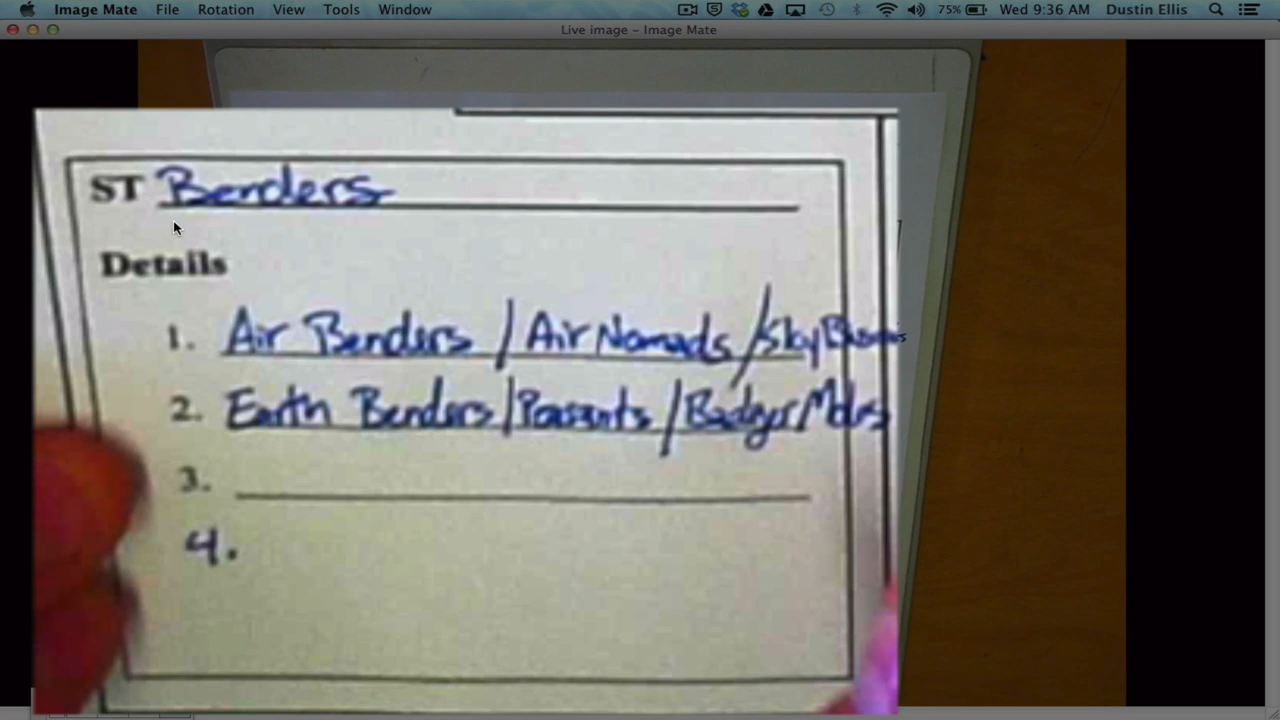 Image Mate File Rotation View Tools Window 75% Wed 9:36 AM Dustin Ellis
Live image – Image Mate
ST Benders
Details
1. Air Benders / Air Nomads / Sky Bisons
2. Earth Benders / Peasants / Badger Moles
3.
4.